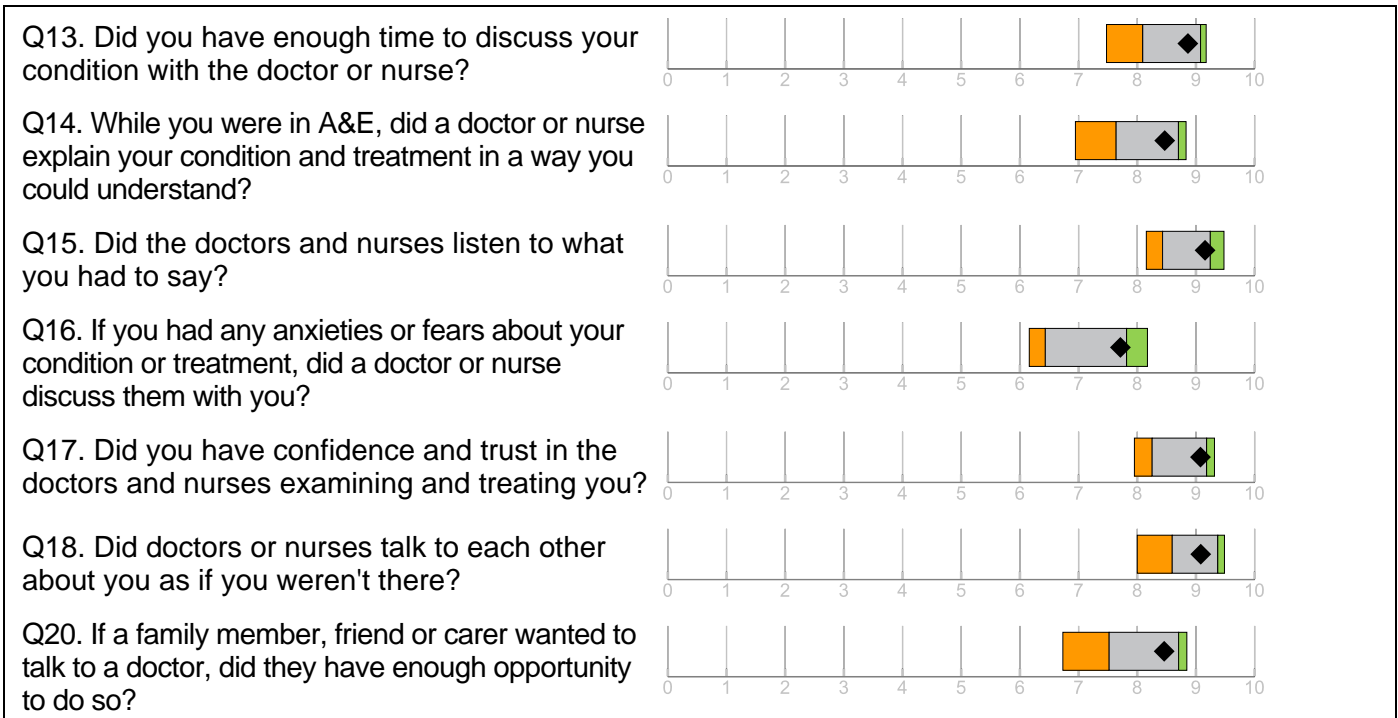 Q13. Did you have enough time to discuss your
condition with the doctor or nurse?
0 1 2 3 4 5 6 7 8 9 10
Q14. While you were in A&E, did a doctor or nurse
explain your condition and treatment in a way you
could understand?
0 1 2 3 4 5 6 7 8 9 10
Q15. Did the doctors and nurses listen to what
you had to say?
0 1 2 3 4 5 6 7 8 9 10
Q16. If you had any anxieties or fears about your
condition or treatment, did a doctor or nurse
discuss them with you?
0 1 2 3 4 5 6 7 8 9 10
Q17. Did you have confidence and trust in the
doctors and nurses examining and treating you?
0 1 2 3 4 5 6 7 8 9 10
Q18. Did doctors or nurses talk to each other
about you as if you weren't there?
0 1 2 3 4 5 6 7 8 9 10
Q20. If a family member, friend or carer wanted to
talk to a doctor, did they have enough opportunity
to do so?
0 1 2 3 4 5 6 7 8 9 10